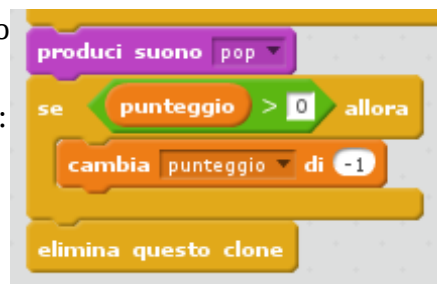 o
produci suono pop
se punteggio > 0 allora
:
cambia punteggio di -1
elimina questo clone